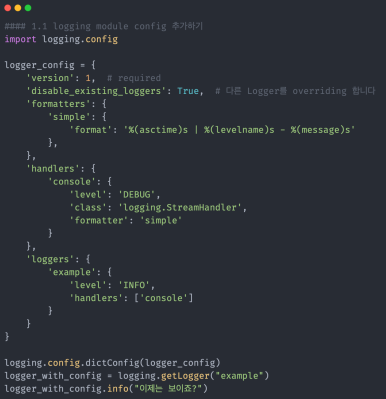 #### 1.1 logging module config 추가하기
import logging.config

logger_config = {
    'version': 1,  # required
    'disable_existing_loggers': True,  # 다른 Logger를 overriding 합니다
    'formatters': {
        'simple': {
            'format': '%(asctime)s | %(levelname)s - %(message)s'
        },
    },
    'handlers': {
        'console': {
            'level': 'DEBUG',
            'class': 'logging.StreamHandler',
            'formatter': 'simple'
        }
    },
    'loggers': {
        'example': {
            'level': 'INFO',
            'handlers': ['console']
        }
    }
}

logging.config.dictConfig(logger_config)
logger_with_config = logging.getLogger("example")
logger_with_config.info("이제는 보이죠?")